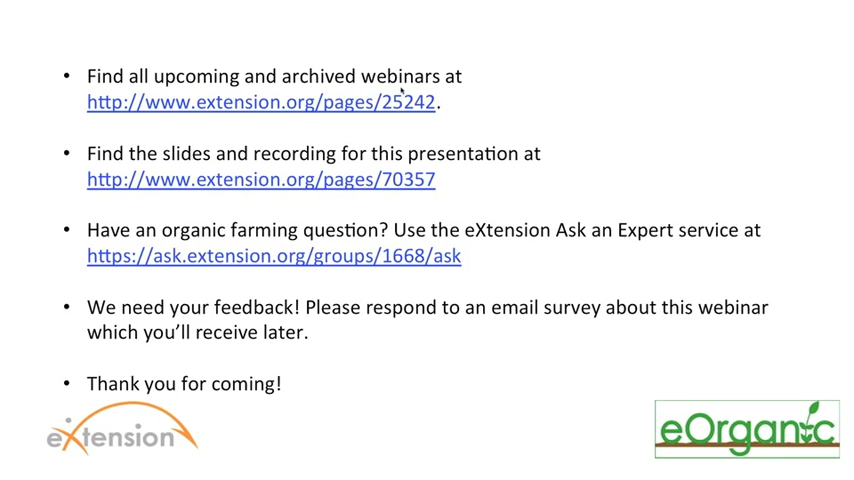 • Find all upcoming and archived webinars at
http://www.extension.org/pages/25242.
• Find the slides and recording for this presentation at
http://www.extension.org/pages/70357
• Have an organic farming question? Use the eXtension Ask an Expert service at
https://ask.extension.org/groups/1668/ask
• We need your feedback! Please respond to an email survey about this webinar
which you’ll receive later.
• Thank you for coming!
eXtension
eOrganic